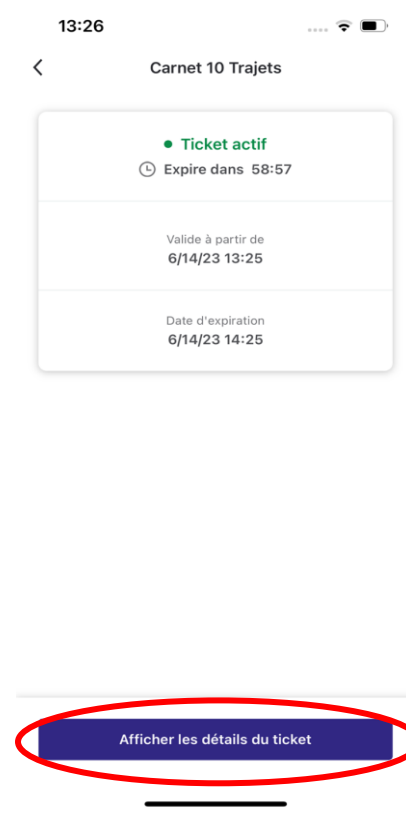 13:26
Carnet 10 Trajets
Ticket actif
Expire dans 58:57
Valide à partir de
6/14/23 13:25
Date d'expiration
6/14/23 14:25
Afficher les détails du ticket